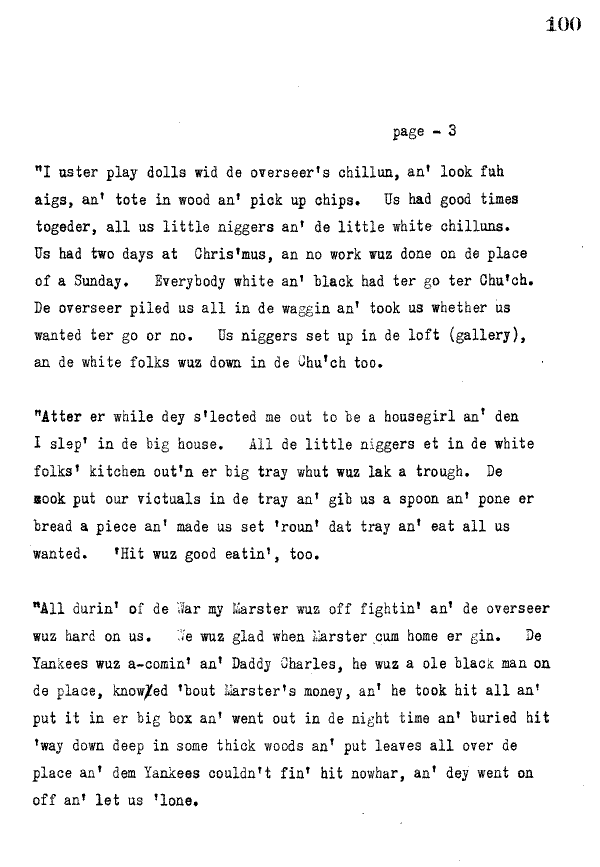 100
page - 3
"I uster play dolls wid de overseer's chillun, an' look fuh
aigs, an' tote in wood an' pick up chips. Us had good times
togeder, all us little niggers an' de little white chilluns.
Us had two days at Chris'mus, an no work wuz done on de place
of a Sunday. Everybody white an' black had ter go ter Chu'ch.
De overseer piled us all in de waggin an' took us whether us
wanted ter go or no. Us niggers set up in de loft (gallery),
an de white folks wuz down in de Chu'ch too.
"Atter er while dey s'lected me out to be a housegirl an' den
I slep' in de big house. All de little niggers et in de white
folks' kitchen out'n er big tray whut wuz lak a trough. De
cook put our victuals in de tray an' gib us a spoon an' pone er
bread a piece an' made us set 'roun' dat tray an' eat all us
wanted. 'Hit wuz good eatin', too.
"All durin' of de War my Marster wuz off fightin' an' de overseer
wuz hard on us. We wuz glad when Marster cum home er gin. De
Yankees wuz a-comin' an' Daddy Charles, he wuz a ole black man on
de place, knowed 'bout Marster's money, an' he took hit all an'
put it in er big box an' went out in de night time an' buried hit
'way down deep in some thick woods an' put leaves all over de
place an' dem Yankees couldn't fin' hit nowhar, an' dey went on
off an' let us 'lone.